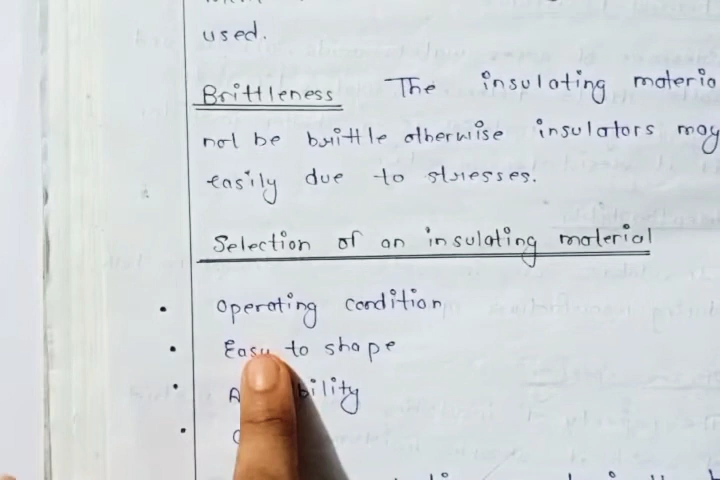 used.
Brittleness The insulating materia
not be brittle otherwise insulators may
easily due to stresses.
Selection of an insulating material
• Operating condition
• Easy to shape
•
•